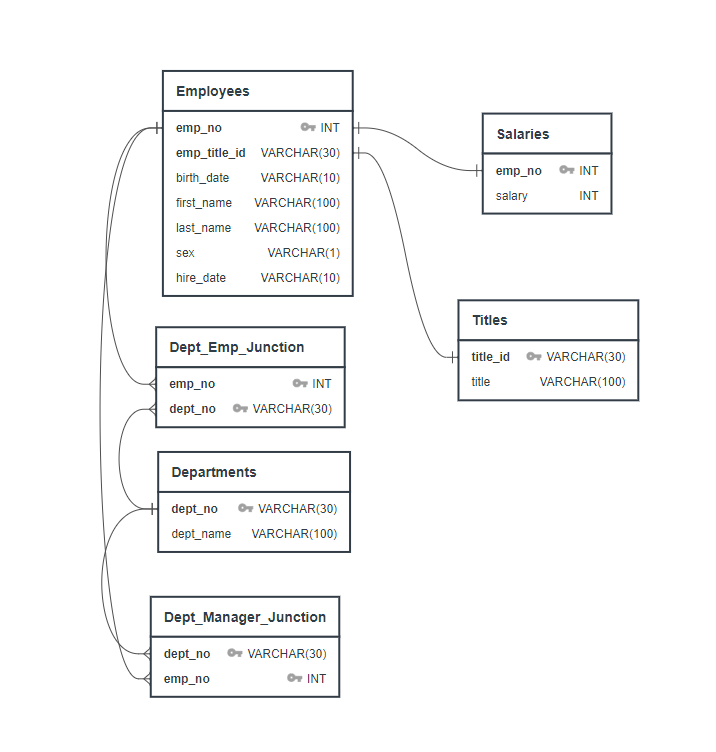 Employees
emp_no INT
emp_title_id VARCHAR(30)
birth_date VARCHAR(10)
first_name VARCHAR(100)
last_name VARCHAR(100)
sex VARCHAR(1)
hire_date VARCHAR(10)
Salaries
emp_no INT
salary INT
Titles
title_id VARCHAR(30)
title VARCHAR(100)
Dept_Emp_Junction
emp_no INT
dept_no VARCHAR(30)
Departments
dept_no VARCHAR(30)
dept_name VARCHAR(100)
Dept_Manager_Junction
dept_no VARCHAR(30)
emp_no INT